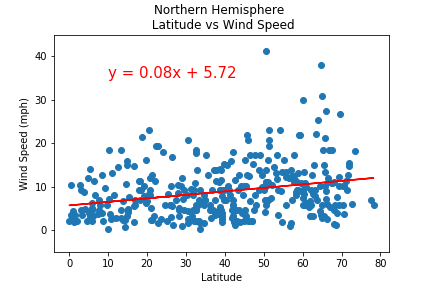 Northern Hemisphere
Latitude vs Wind Speed
y = 0.08x + 5.72
Wind Speed (mph)
40
30
20
10
0
0 10 20 30 40 50 60 70 80
Latitude